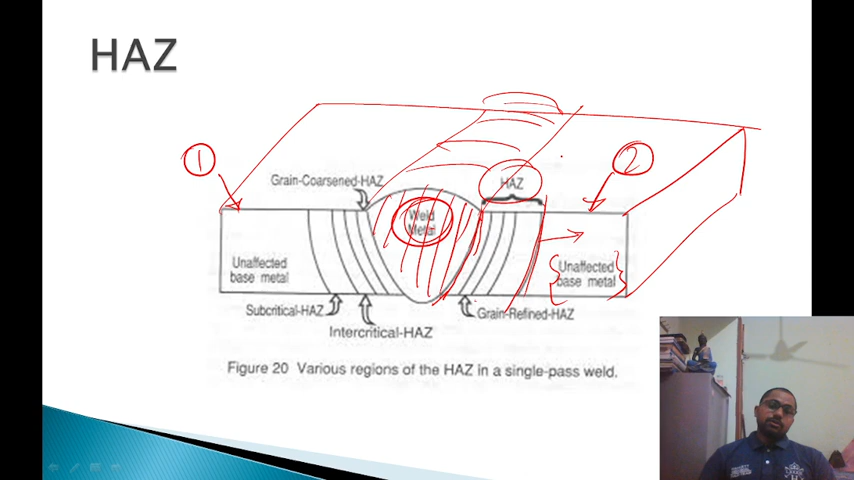 HAZ
1
2
Grain-Coarsened-HAZ
HAZ
Weld
Metal
Unaffected
base metal
Unaffected
base metal
Subcritical-HAZ
Grain-Refined-HAZ
Intercritical-HAZ
Figure 20 Various regions of the HAZ in a single-pass weld.